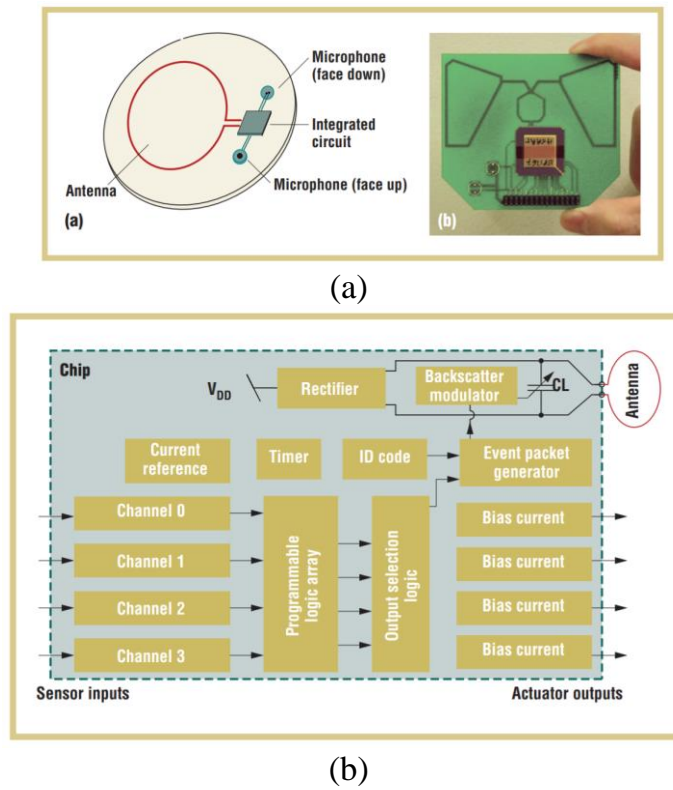 Microphone
(face down)
Integrated
circuit
Microphone (face up)
Antenna
(a)
(b)
(a)
Chip
V_DD
Rectifier
Backscatter
modulator
CL
Antenna
Current
reference
Timer
ID code
Event packet
generator
Channel 0
Channel 1
Channel 2
Channel 3
Programmable
logic array
Output selection
logic
Bias current
Bias current
Bias current
Bias current
Sensor inputs
Actuator outputs
(b)